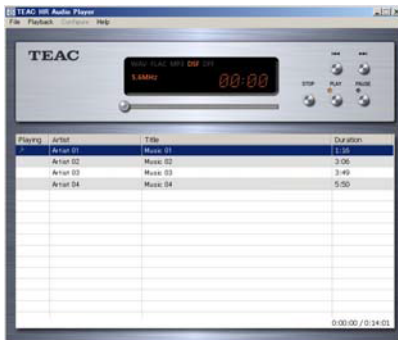 TEAC HR Audio Player
File Playback Configure Help
TEAC
WAV FLAC MP3 DSF DFF
5.6MHz
00:00
STOP PLAY PAUSE
Playing Artist Title Duration
Artist 01 Music 01 1:16
Artist 02 Music 02 3:06
Artist 03 Music 03 3:49
Artist 04 Music 04 5:50
0:00:00 / 0:14:01